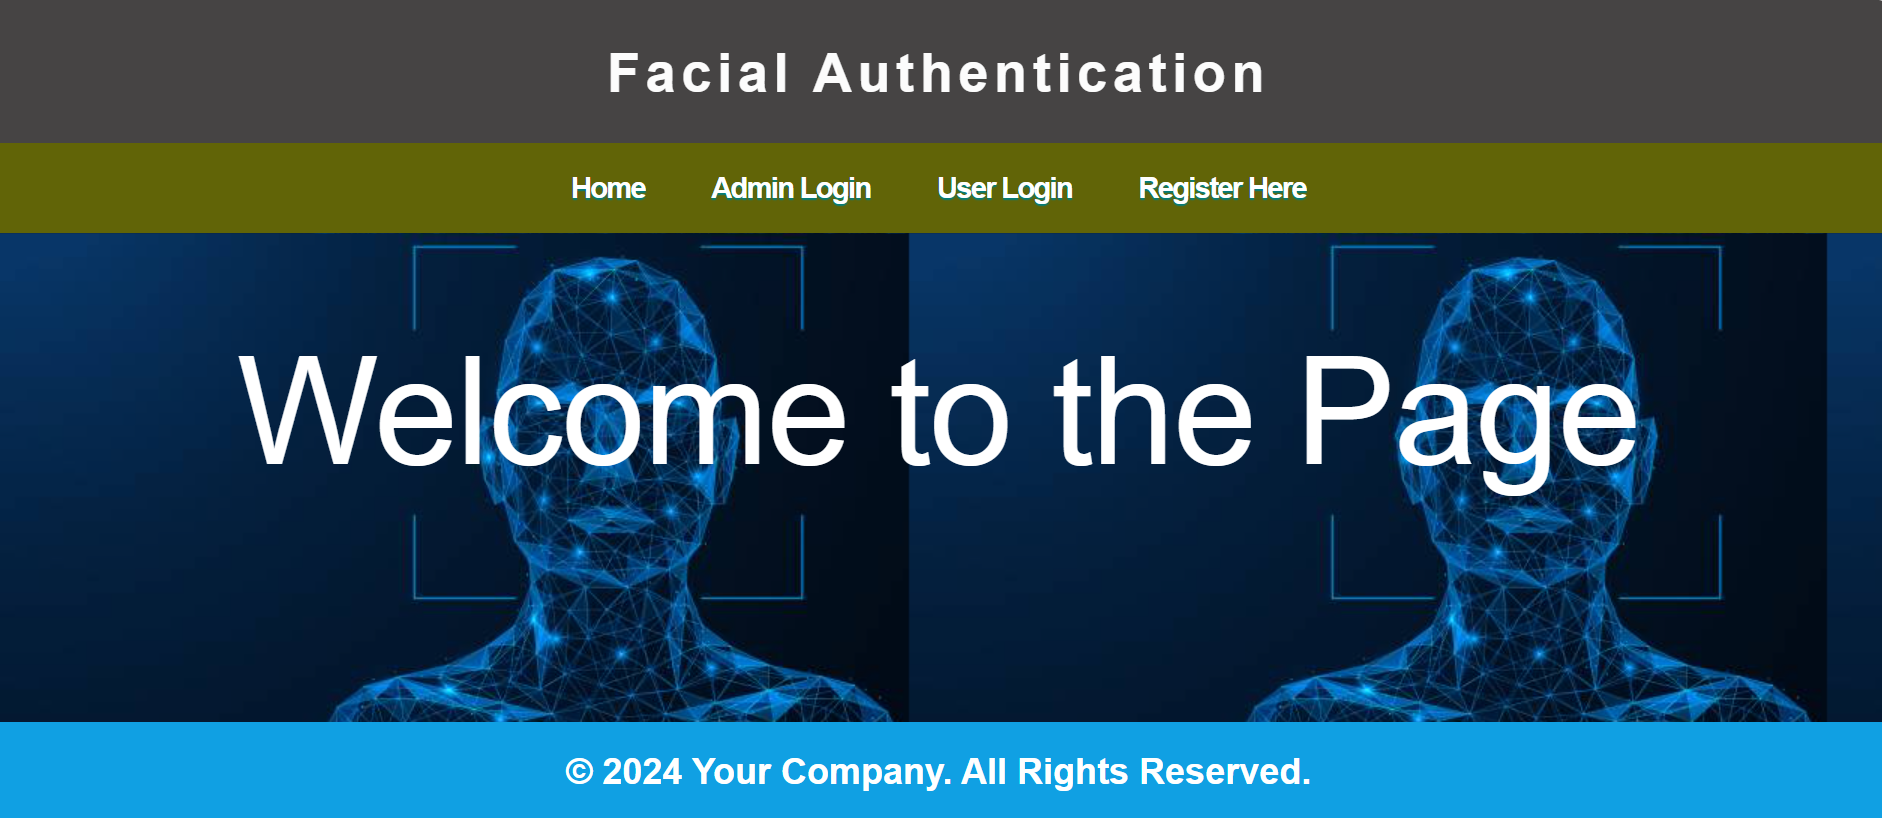 Facial Authentication
Home Admin Login User Login Register Here
Welcome to the Page
© 2024 Your Company. All Rights Reserved.